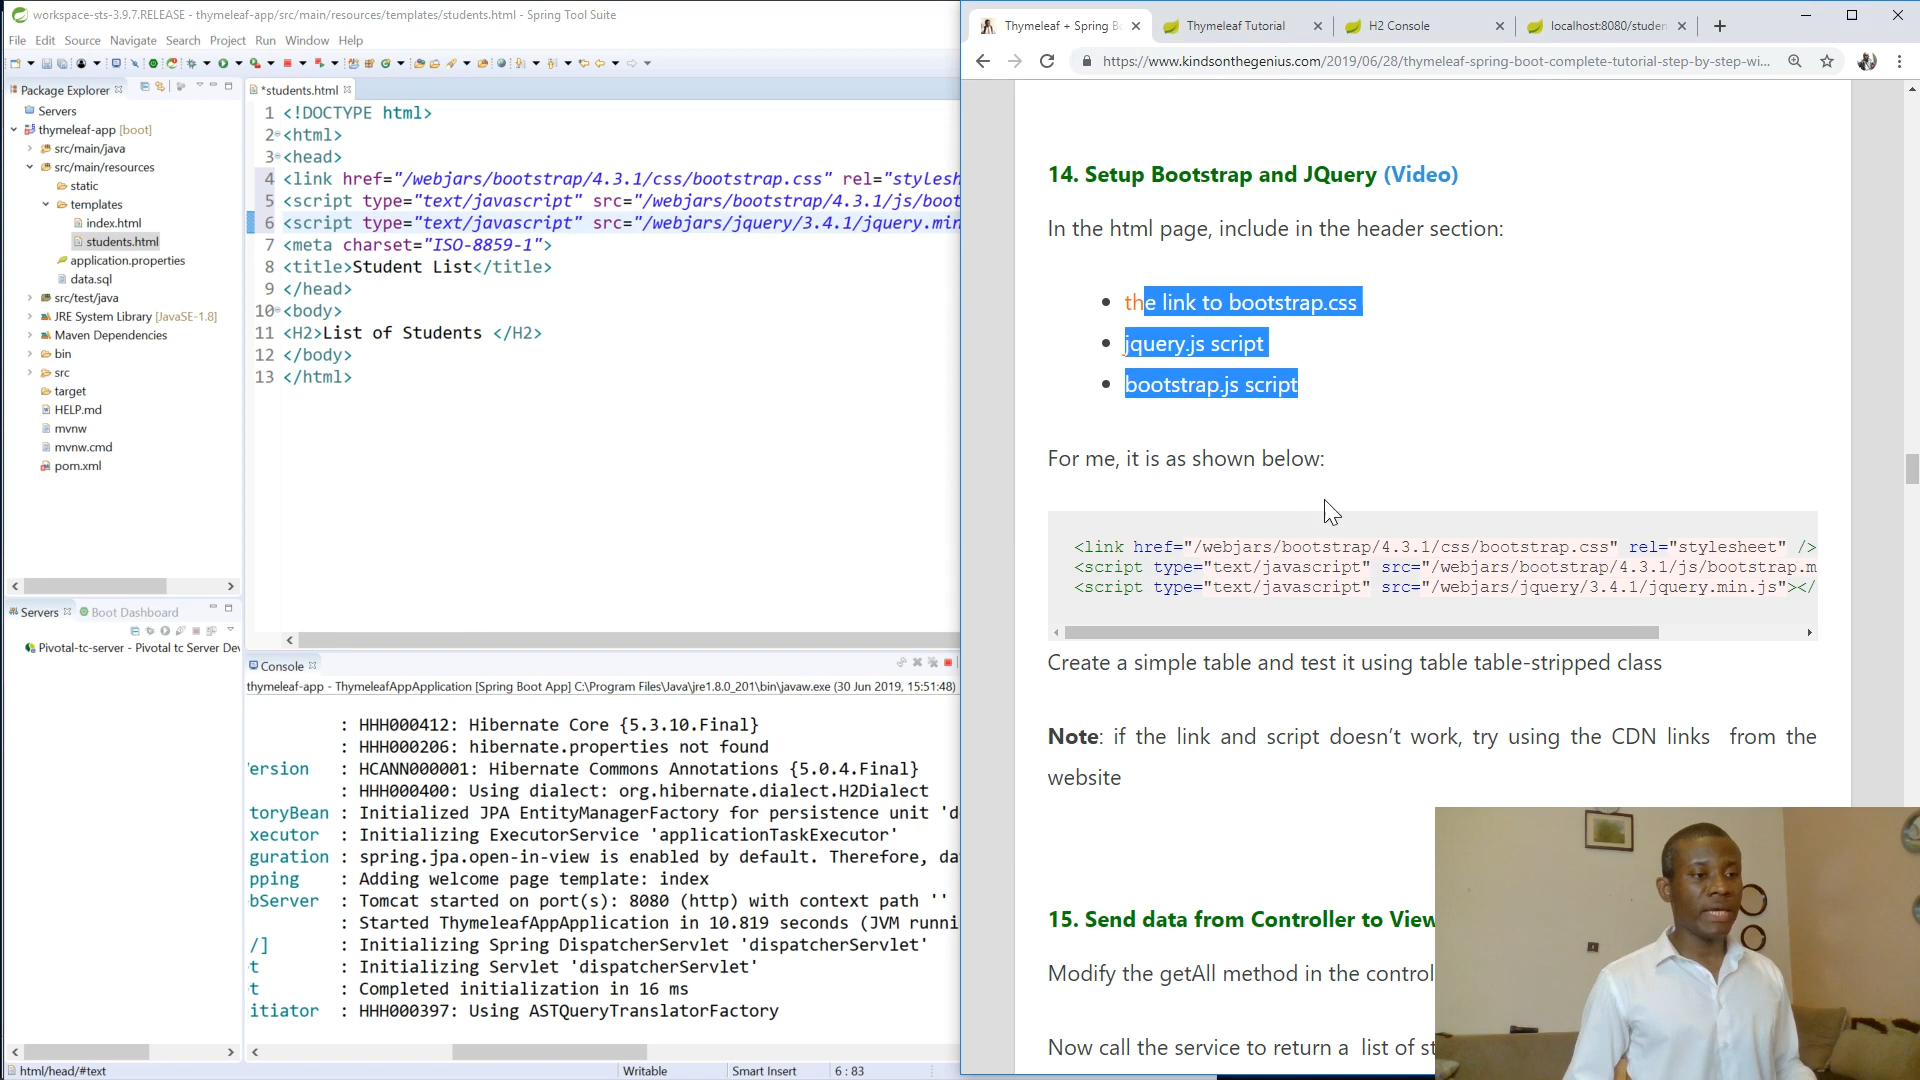 workspace-sts-3.9.7.RELEASE - thymeleaf-app/src/main/resources/templates/students.html - Spring Tool Suite
File Edit Source Navigate Search Project Run Window Help
Package Explorer
Servers
thymeleaf-app [boot]
src/main/java
src/main/resources
static
templates
index.html
students.html
application.properties
data.sql
src/test/java
JRE System Library [JavaSE-1.8]
Maven Dependencies
bin
src
target
HELP.md
mvnw
mvnw.cmd
pom.xml
Servers Boot Dashboard
Pivotal-tc-server - Pivotal tc Server Dev
*students.html
1 <!DOCTYPE html>
2 <html>
3 <head>
4 <link href="/webjars/bootstrap/4.3.1/css/bootstrap.css" rel="stylesh
5 <script type="text/javascript" src="/webjars/bootstrap/4.3.1/js/boot
6 <script type="text/javascript" src="/webjars/jquery/3.4.1/jquery.min
7 <meta charset="ISO-8859-1">
8 <title>Student List</title>
9 </head>
10 <body>
11 <H2>List of Students </H2>
12 </body>
13 </html>
Console
thymeleaf-app - ThymeleafAppApplication [Spring Boot App] C:\Program Files\Java\jre1.8.0_201\bin\javaw.exe (30 Jun 2019, 15:51:48)
: HHH000412: Hibernate Core {5.3.10.Final}
: HHH000206: hibernate.properties not found
ersion : HCANN000001: Hibernate Commons Annotations {5.0.4.Final}
: HHH000400: Using dialect: org.hibernate.dialect.H2Dialect
toryBean : Initialized JPA EntityManagerFactory for persistence unit 'd
xecutor : Initializing ExecutorService 'applicationTaskExecutor'
guration : spring.jpa.open-in-view is enabled by default. Therefore, da
pping : Adding welcome page template: index
bServer : Tomcat started on port(s): 8080 (http) with context path ''
: Started ThymeleafAppApplication in 10.819 seconds (JVM runni
/] : Initializing Spring DispatcherServlet 'dispatcherServlet'
t : Initializing Servlet 'dispatcherServlet'
t : Completed initialization in 16 ms
itiator : HHH000397: Using ASTQueryTranslatorFactory
html/head/#text Writable Smart Insert 6 : 83
Thymeleaf + Spring B Thymeleaf Tutorial H2 Console localhost:8080/studen
https://www.kindsonthegenius.com/2019/06/28/thymeleaf-spring-boot-complete-tutorial-step-by-step-wi...
14. Setup Bootstrap and JQuery (Video)
In the html page, include in the header section:
the link to bootstrap.css
jquery.js script
bootstrap.js script
For me, it is as shown below:
<link href="/webjars/bootstrap/4.3.1/css/bootstrap.css" rel="stylesheet" />
<script type="text/javascript" src="/webjars/bootstrap/4.3.1/js/bootstrap.m
<script type="text/javascript" src="/webjars/jquery/3.4.1/jquery.min.js"></
Create a simple table and test it using table table-stripped class
Note: if the link and script doesn't work, try using the CDN links from the
website
15. Send data from Controller to View
Modify the getAll method in the control
Now call the service to return a list of st